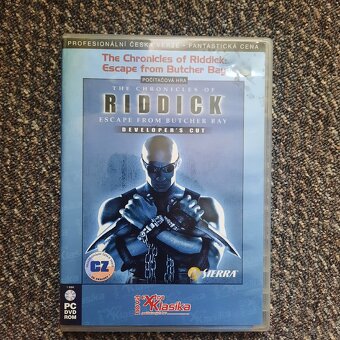 PROFESIONÁLNÍ ČESKÁ VERZE • FANTASTICKÁ CENA
The Chronicles of Riddick:
Escape from Butcher Bay
POČÍTAČOVÁ HRA
THE CHRONICLES OF
RIDDICK
ESCAPE FROM BUTCHER BAY
DEVELOPER'S CUT
CZ
SIERRA
PC
DVD
ROM
Klasika